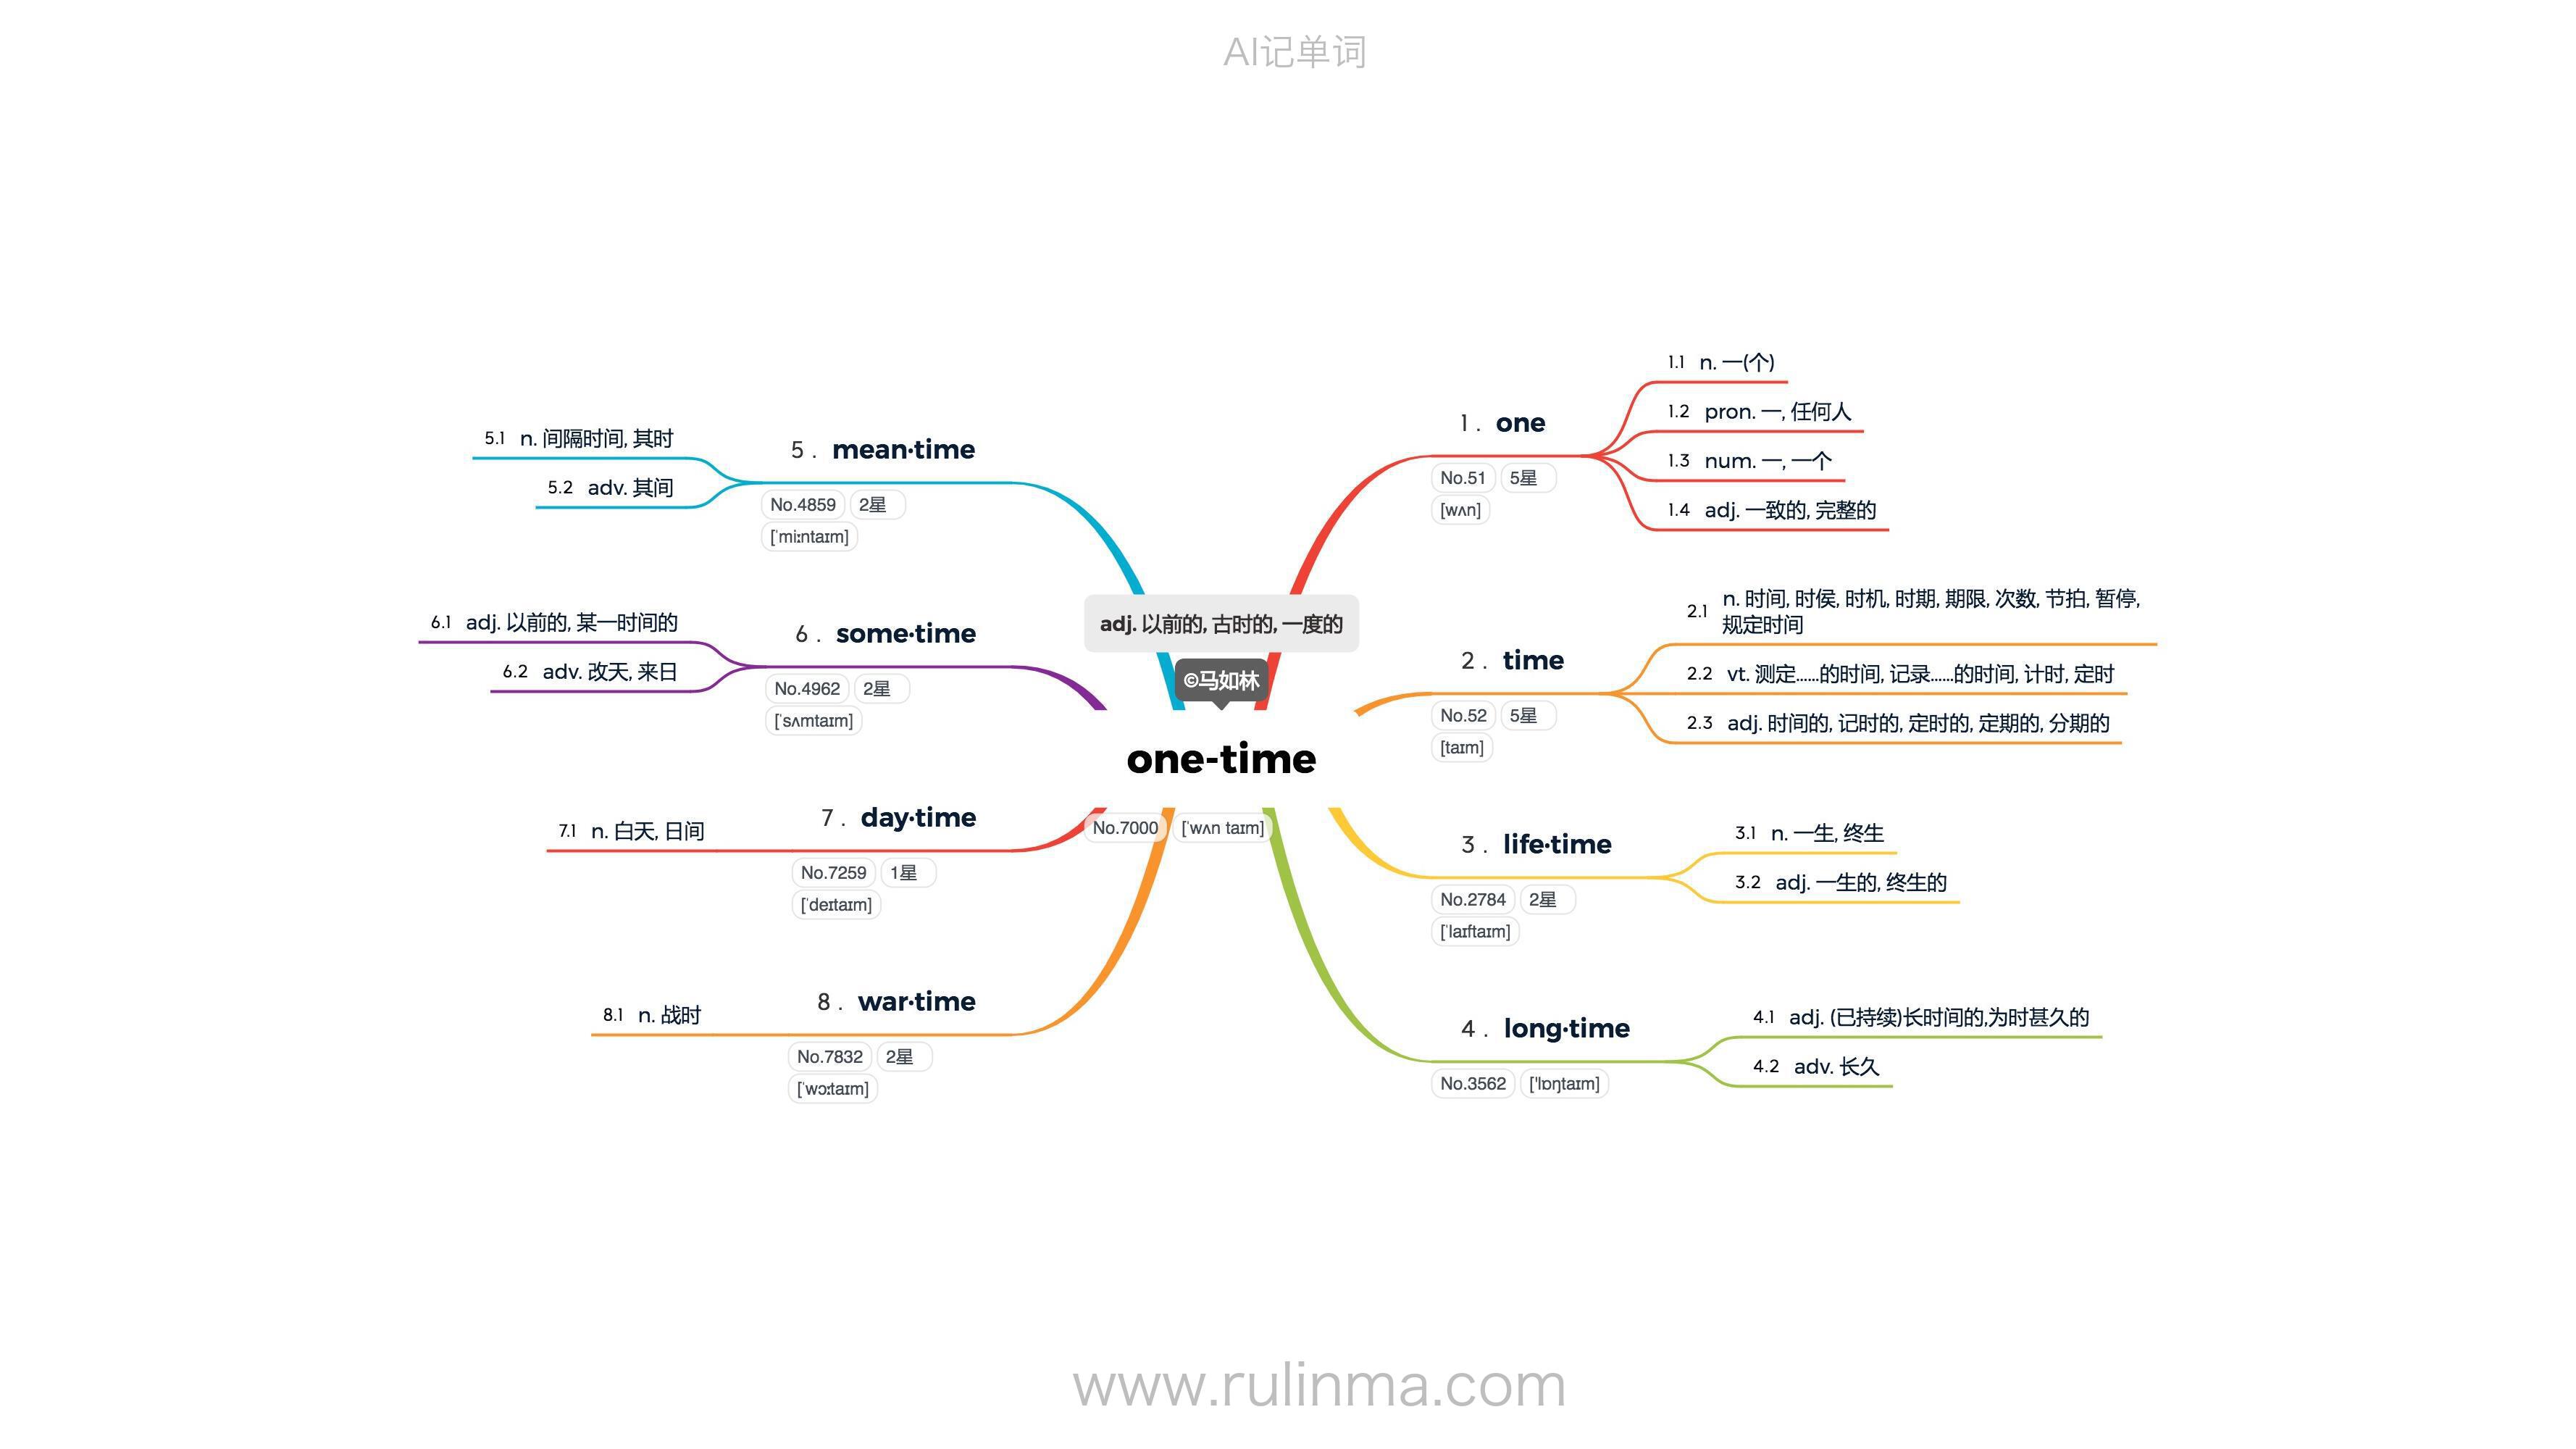 AI记单词
adj. 以前的, 古时的, 一度的
©马如林
one-time
No.7000 [ˈwʌn taɪm]
1 . one
No.51 5星
[wʌn]
1.1 n. 一(个)
1.2 pron. 一, 任何人
1.3 num. 一, 一个
1.4 adj. 一致的, 完整的
2 . time
No.52 5星
[taɪm]
2.1 n. 时间, 时侯, 时机, 时期, 期限, 次数, 节拍, 暂停,
规定时间
2.2 vt. 测定……的时间, 记录……的时间, 计时, 定时
2.3 adj. 时间的, 记时的, 定时的, 定期的, 分期的
3 . life·time
No.2784 2星
[ˈlaɪftaɪm]
3.1 n. 一生, 终生
3.2 adj. 一生的, 终生的
4 . long·time
No.3562 ['lɒŋtaɪm]
4.1 adj. (已持续)长时间的,为时甚久的
4.2 adv. 长久
5 . mean·time
No.4859 2星
[ˈmiːntaɪm]
5.1 n. 间隔时间, 其时
5.2 adv. 其间
6 . some·time
No.4962 2星
[ˈsʌmtaɪm]
6.1 adj. 以前的, 某一时间的
6.2 adv. 改天, 来日
7 . day·time
No.7259 1星
[ˈdeɪtaɪm]
7.1 n. 白天, 日间
8 . war·time
No.7832 2星
[ˈwɔːtaɪm]
8.1 n. 战时
www.rulinma.com